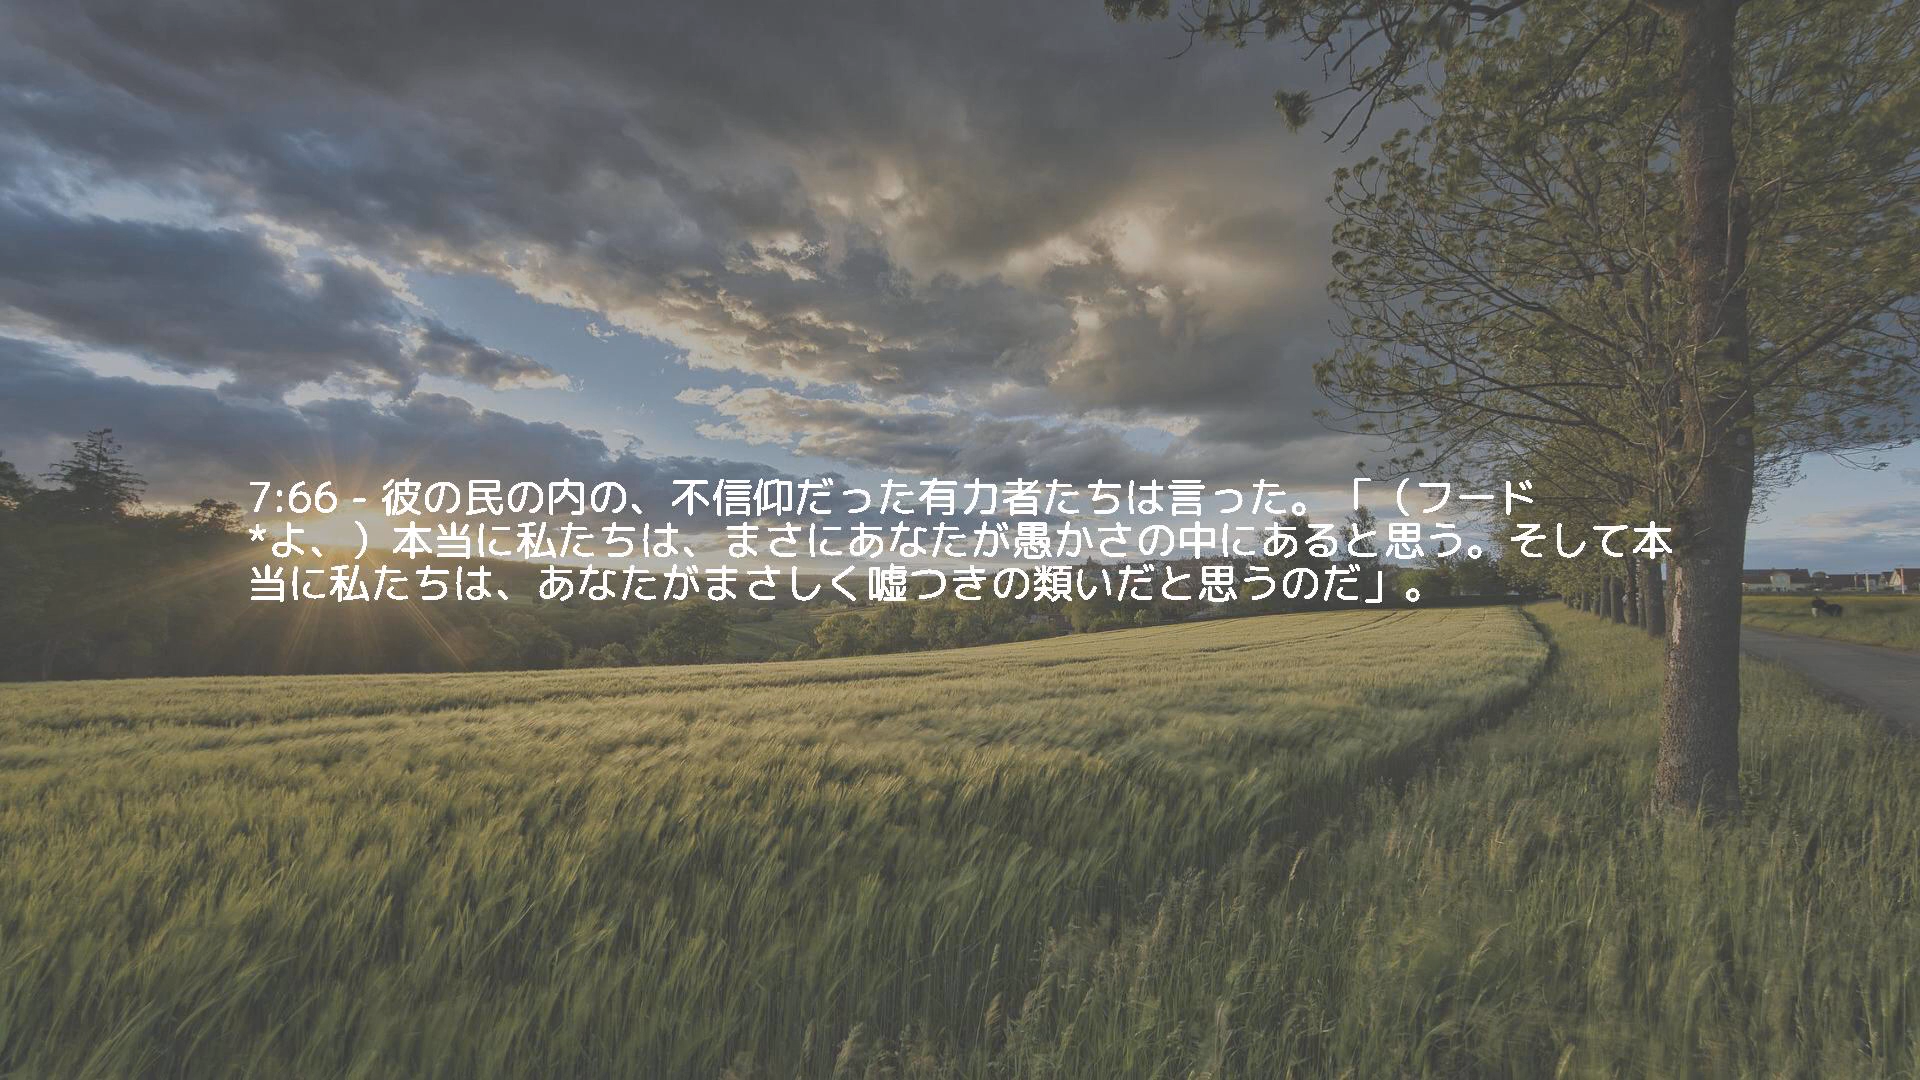 7:66 - 彼の民の内の、不信仰だった有力者たちは言った。「（フード
*よ、）本当に私たちは、まさにあなたが愚かさの中にあると思う。そして本
当に私たちは、あなたがまさしく嘘つきの類いだと思うのだ」。